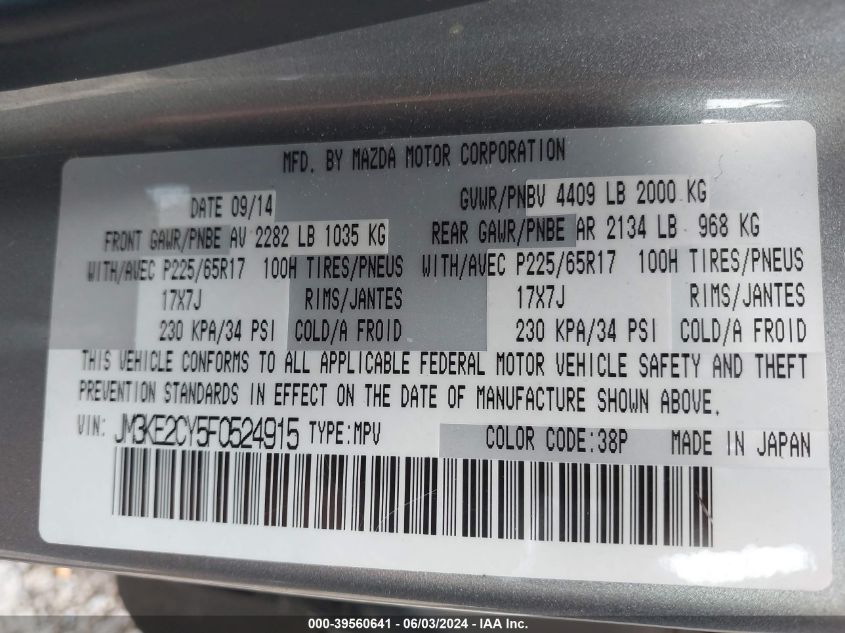 MFD. BY MAZDA MOTOR CORPORATION
DATE 09/14 GVWR/PNBV 4409 LB 2000 KG
FRONT GAWR/PNBE AV 2282 LB 1035 KG REAR GAWR/PNBE AR 2134 LB 968 KG
WITH/AVEC P225/65R17 100H TIRES/PNEUS WITH/AVEC P225/65R17 100H TIRES/PNEUS
17X7J RIMS/JANTES 17X7J RIMS/JANTES
230 KPA/34 PSI COLD/A FROID 230 KPA/34 PSI COLD/A FROID
THIS VEHICLE CONFORMS TO ALL APPLICABLE FEDERAL MOTOR VEHICLE SAFETY AND THEFT
PREVENTION STANDARDS IN EFFECT ON THE DATE OF MANUFACTURE SHOWN ABOVE.
VIN: JM3KE2CY5F0524915 TYPE:MPV COLOR CODE:38P MADE IN JAPAN
000-39560641 - 06/03/2024 - IAA Inc.